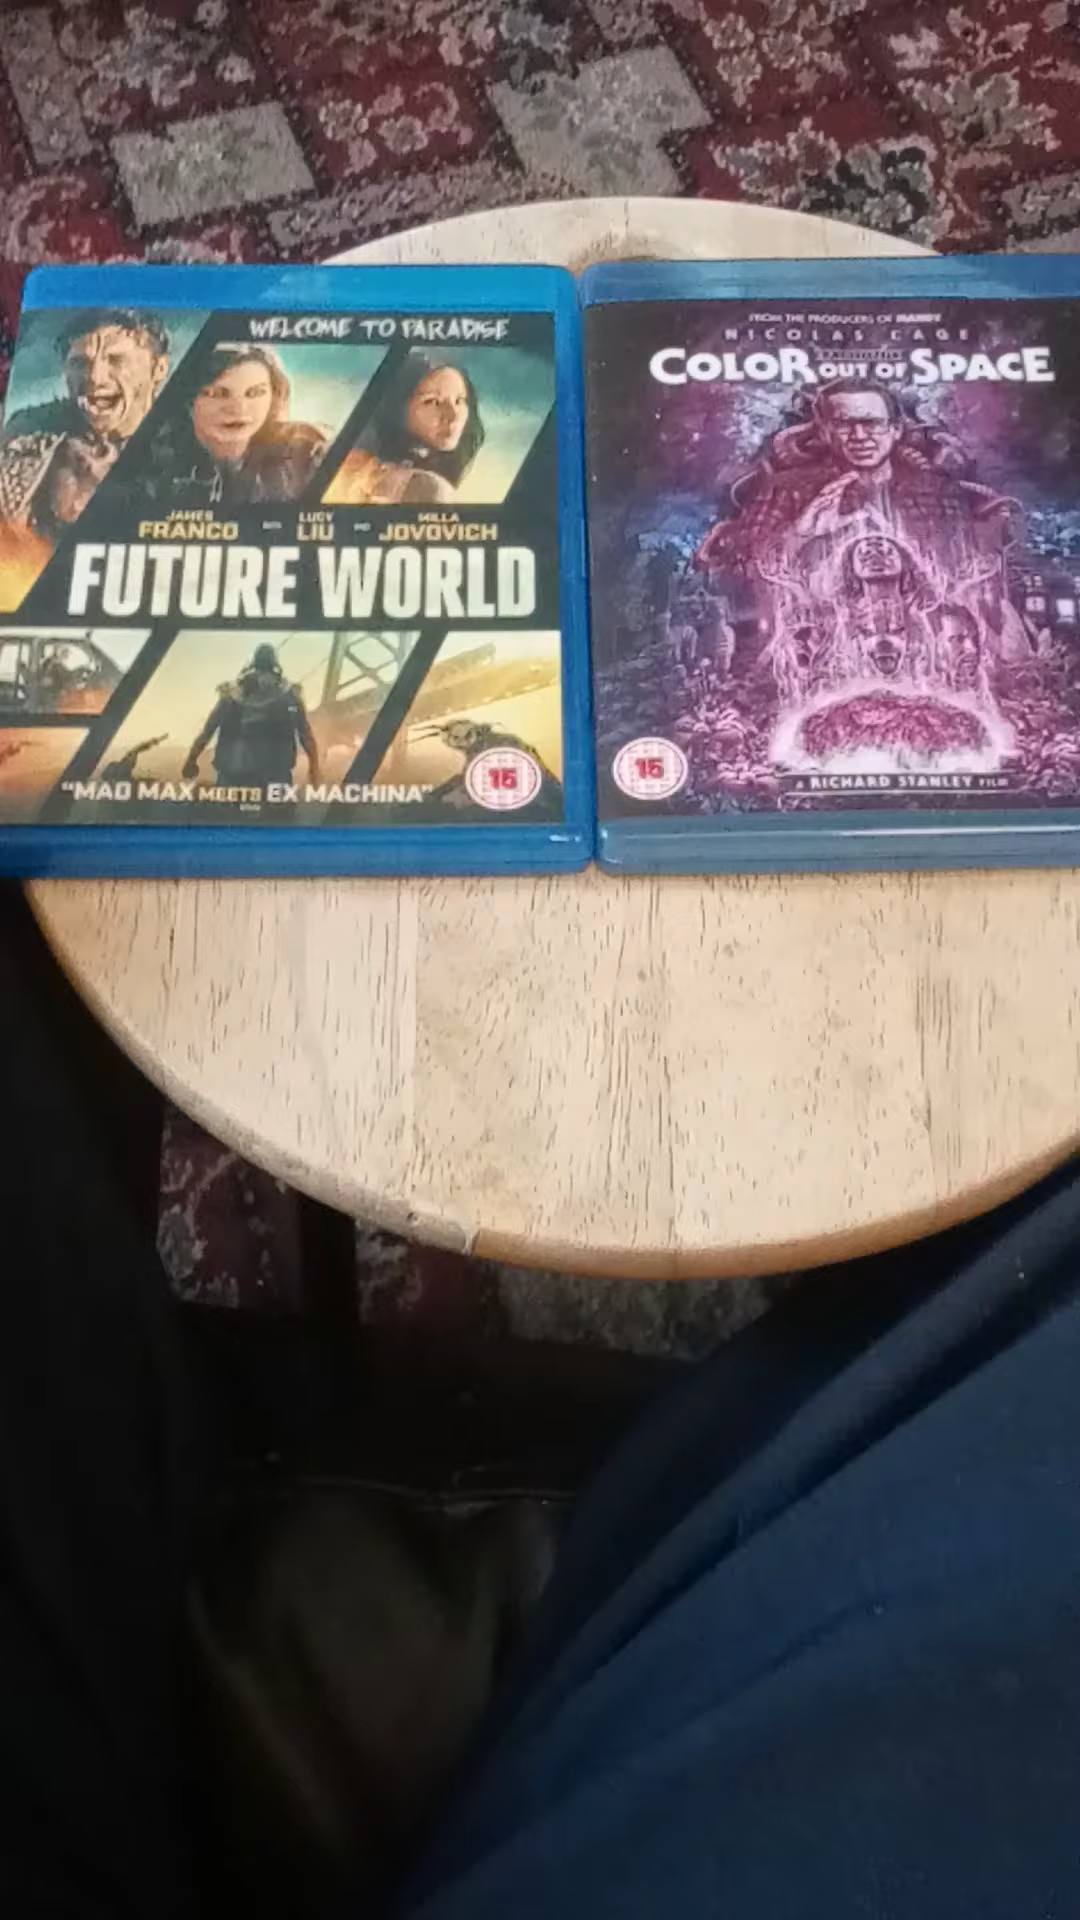 WELCOME TO PARADISE
JAMES FRANCO
LUCY LIU
MILLA JOVOVICH
FUTURE WORLD
"MAD MAX MEETS EX MACHINA"
15
FROM THE PRODUCERS OF MANDY
NICOLAS CAGE
COLOR OUT OF SPACE
15
A RICHARD STANLEY FILM